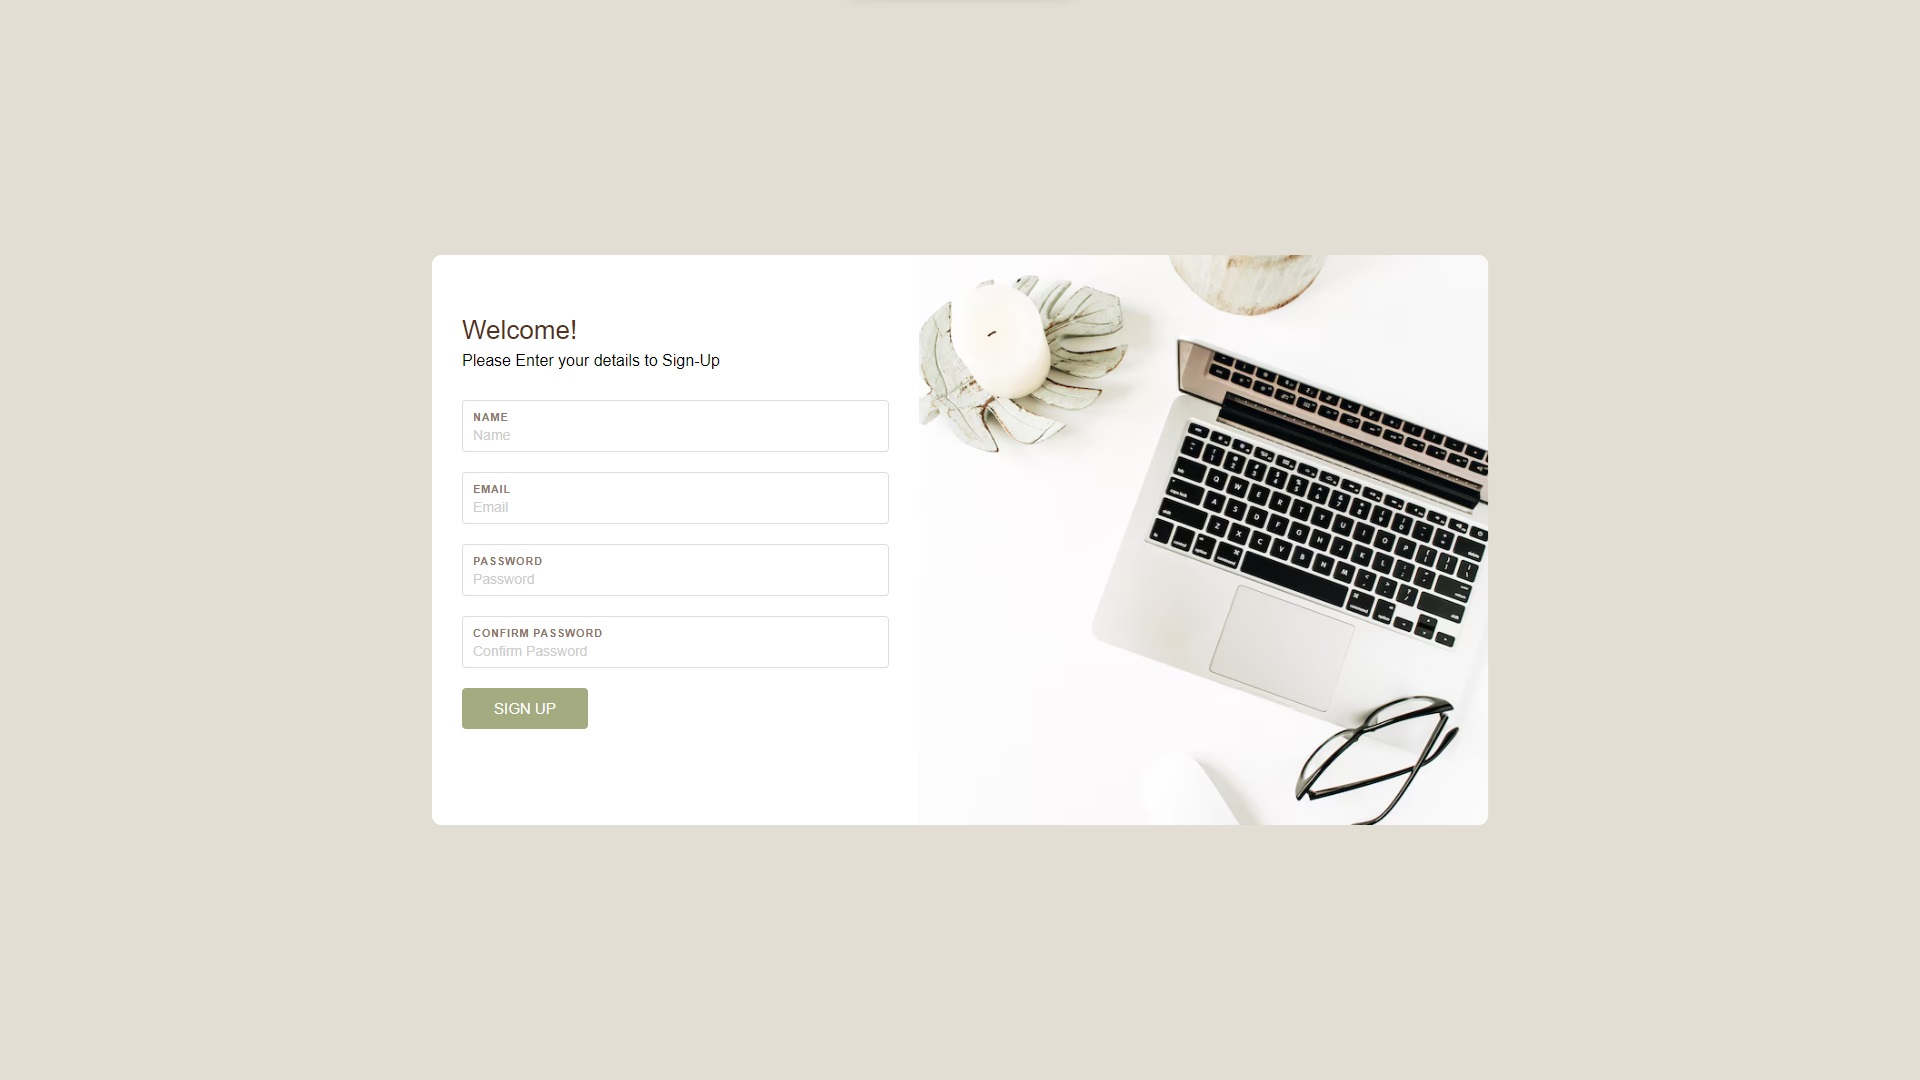 Welcome!
Please Enter your details to Sign-Up
NAME
Name
EMAIL
Email
PASSWORD
Password
CONFIRM PASSWORD
Confirm Password
SIGN UP